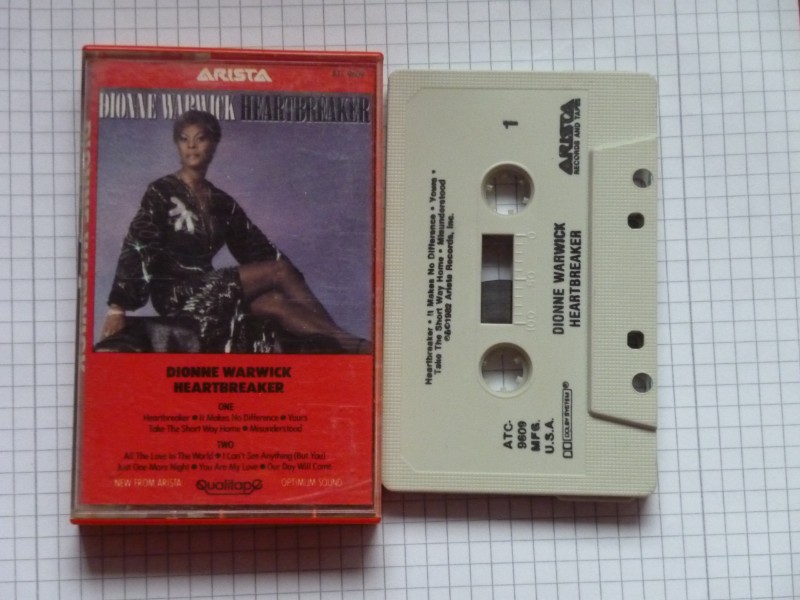 ARISTA
DIONNE WARWICK HEARTBREAKER
DIONNE WARWICK
HEARTBREAKER
ONE
Heartbreaker • It Makes No Difference • Yours
Take The Short Way Home • Misunderstood
TWO
All The Love In The World • I Can't See Anything (But You)
Just One More Night • You Are My Love • Our Day Will Come
NEW FROM ARISTA Qualitape OPTIMUM SOUND
1
ARISTA
RECORDS AND TAPES
Heartbreaker • It Makes No Difference • Yours •
Take The Short Way Home • Misunderstood
℗&©1982 Arista Records, Inc.
0
50
100
DIONNE WARWICK
HEARTBREAKER
ATC-
9609
MFG.
U.S.A.
DOLBY SYSTEM®